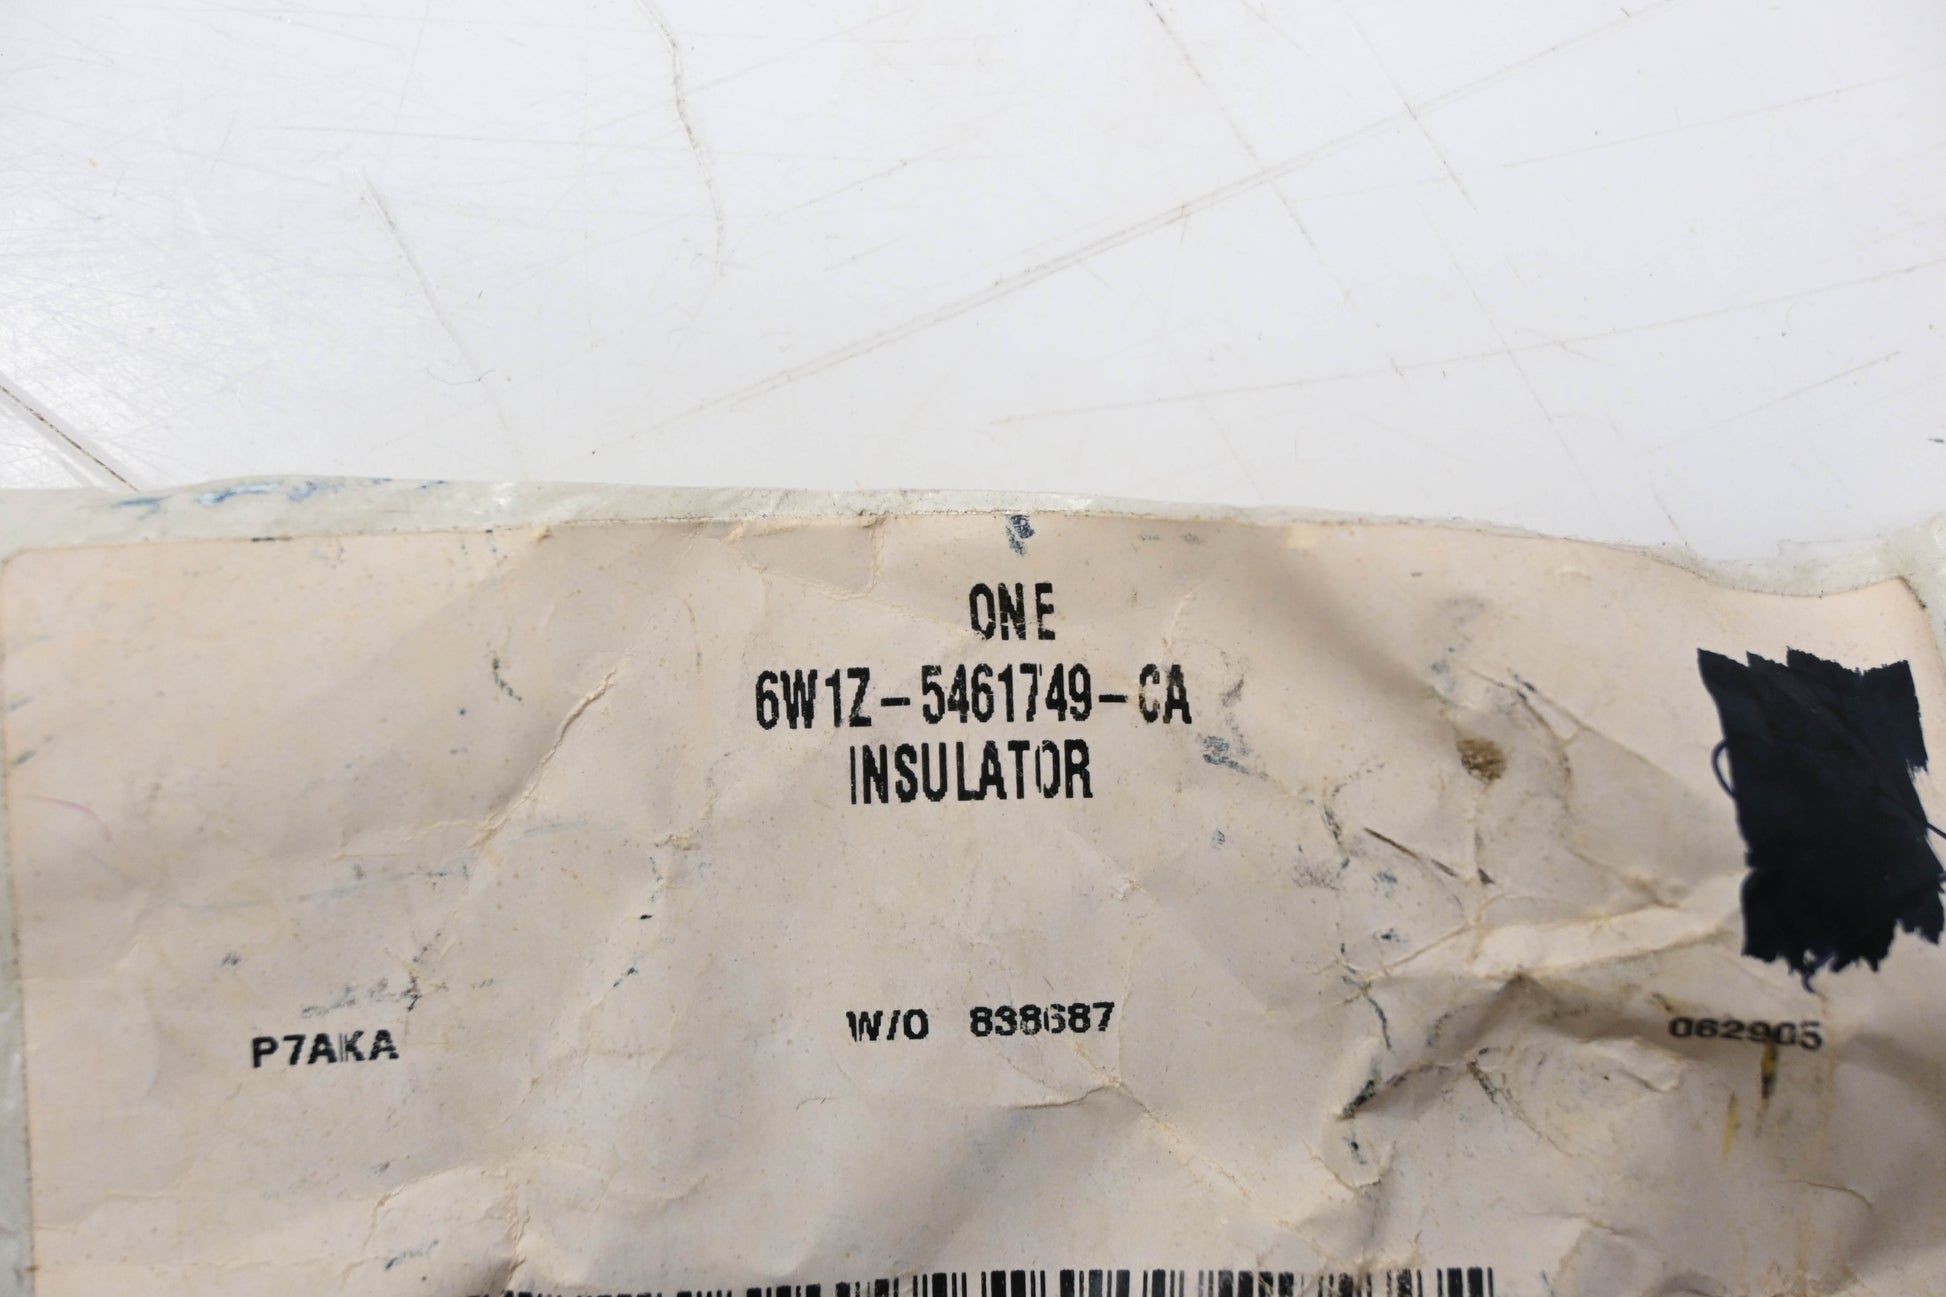 ONE
6W1Z-5461749-CA
INSULATOR
P7AKA W/O 838687 062905